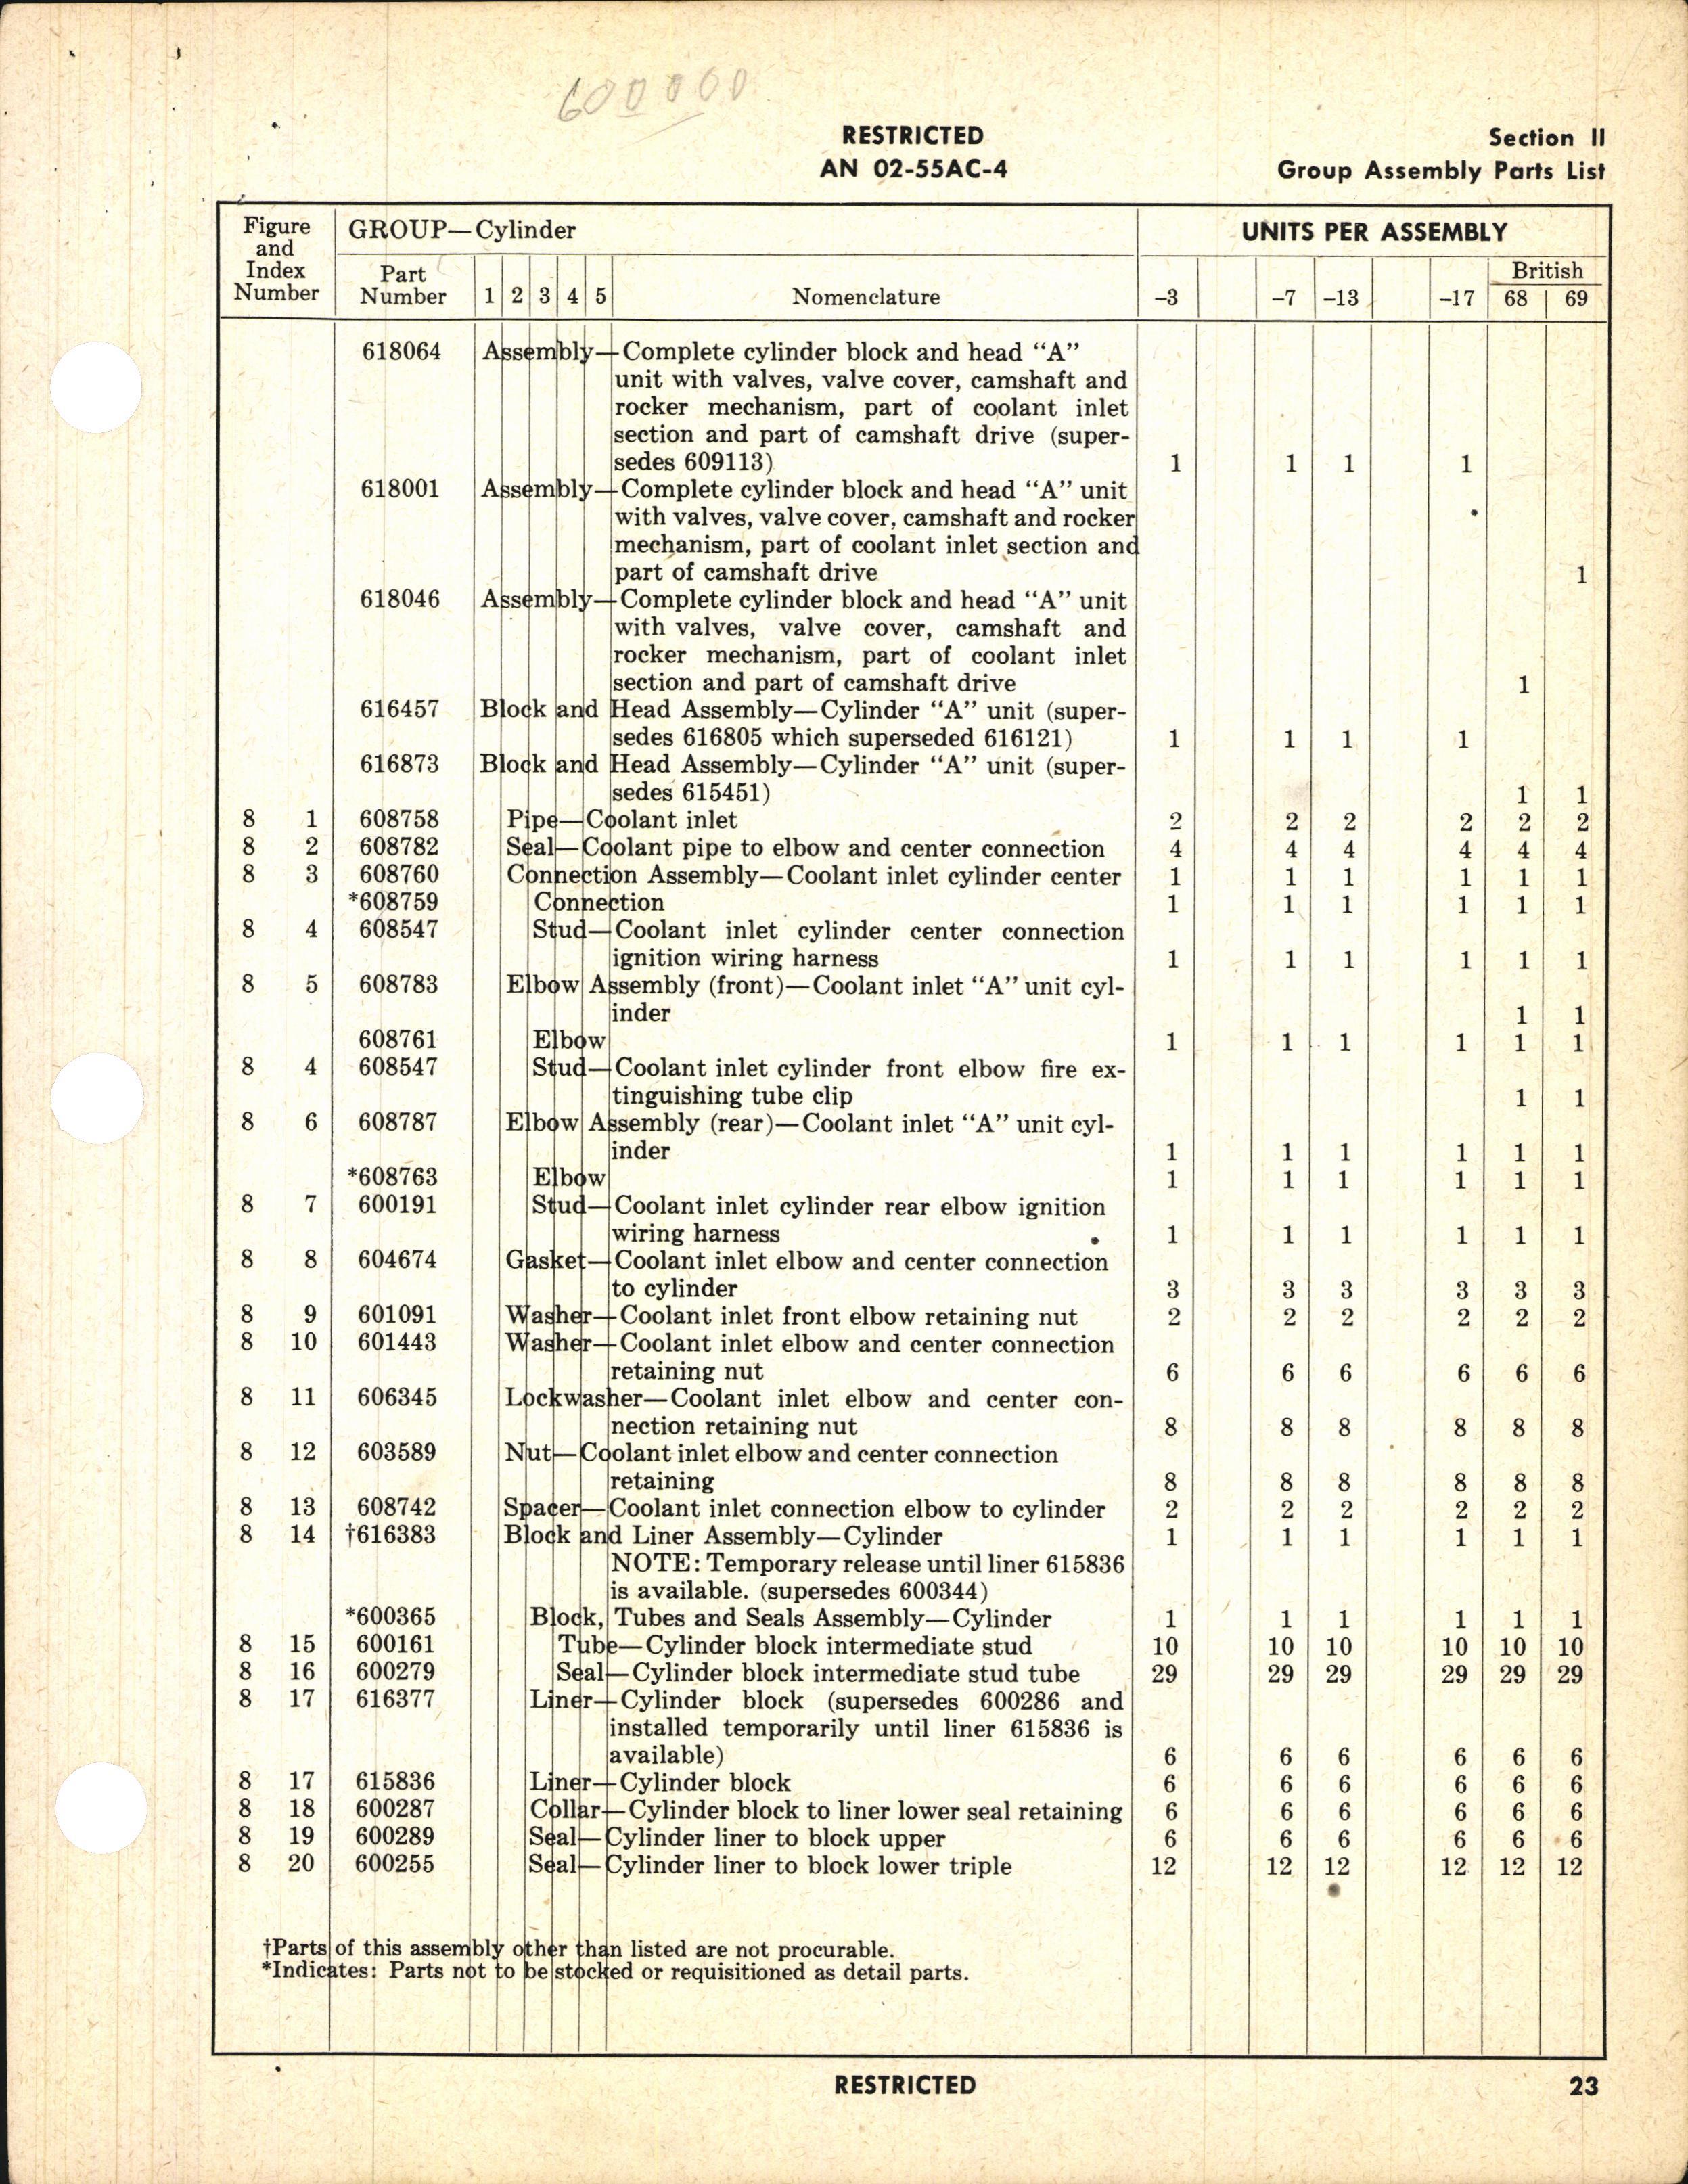 600000
RESTRICTED
AN 02-55AC-4
Section II
Group Assembly Parts List
Figure and Index Number
GROUP—Cylinder
UNITS PER ASSEMBLY
Part Number 1 2 3 4 5 Nomenclature -3 -7 -13 -17 British 68 69
618064 Assembly—Complete cylinder block and head “A”
unit with valves, valve cover, camshaft and
rocker mechanism, part of coolant inlet
section and part of camshaft drive (super-
sedes 609113) 1 1 1 1
618001 Assembly—Complete cylinder block and head “A” unit
with valves, valve cover, camshaft and rocker
mechanism, part of coolant inlet section and
part of camshaft drive 1
618046 Assembly—Complete cylinder block and head “A” unit
with valves, valve cover, camshaft and
rocker mechanism, part of coolant inlet
section and part of camshaft drive 1
616457 Block and Head Assembly—Cylinder “A” unit (super-
sedes 616805 which superseded 616121) 1 1 1 1
616873 Block and Head Assembly—Cylinder “A” unit (super-
sedes 615451) 1 1
8 1 608758 Pipe—Coolant inlet 2 2 2 2 2 2
8 2 608782 Seal—Coolant pipe to elbow and center connection 4 4 4 4 4 4
8 3 608760 Connection Assembly—Coolant inlet cylinder center 1 1 1 1 1 1
*608759 Connection 1 1 1 1 1 1
8 4 608547 Stud—Coolant inlet cylinder center connection
ignition wiring harness 1 1 1 1 1 1
8 5 608783 Elbow Assembly (front)—Coolant inlet “A” unit cyl-
inder 1 1
608761 Elbow 1 1 1 1 1 1
8 4 608547 Stud—Coolant inlet cylinder front elbow fire ex-
tinguishing tube clip 1 1
8 6 608787 Elbow Assembly (rear)—Coolant inlet “A” unit cyl-
inder 1 1 1 1 1 1
*608763 Elbow 1 1 1 1 1 1
8 7 600191 Stud—Coolant inlet cylinder rear elbow ignition
wiring harness 1 1 1 1 1 1
8 8 604674 Gasket—Coolant inlet elbow and center connection
to cylinder 3 3 3 3 3 3
8 9 601091 Washer—Coolant inlet front elbow retaining nut 2 2 2 2 2 2
8 10 601443 Washer—Coolant inlet elbow and center connection
retaining nut 6 6 6 6 6 6
8 11 606345 Lockwasher—Coolant inlet elbow and center con-
nection retaining nut 8 8 8 8 8 8
8 12 603589 Nut—Coolant inlet elbow and center connection
retaining 8 8 8 8 8 8
8 13 608742 Spacer—Coolant inlet connection elbow to cylinder 2 2 2 2 2 2
8 14 †616383 Block and Liner Assembly—Cylinder 1 1 1 1 1 1
NOTE: Temporary release until liner 615836
is available. (supersedes 600344)
*600365 Block, Tubes and Seals Assembly—Cylinder 1 1 1 1 1 1
8 15 600161 Tube—Cylinder block intermediate stud 10 10 10 10 10 10
8 16 600279 Seal—Cylinder block intermediate stud tube 29 29 29 29 29 29
8 17 616377 Liner—Cylinder block (supersedes 600286 and
installed temporarily until liner 615836 is
available) 6 6 6 6 6 6
8 17 615836 Liner—Cylinder block 6 6 6 6 6 6
8 18 600287 Collar—Cylinder block to liner lower seal retaining 6 6 6 6 6 6
8 19 600289 Seal—Cylinder liner to block upper 6 6 6 6 6 6
8 20 600255 Seal—Cylinder liner to block lower triple 12 12 12 12 12 12
†Parts of this assembly other than listed are not procurable.
*Indicates: Parts not to be stocked or requisitioned as detail parts.
RESTRICTED
23